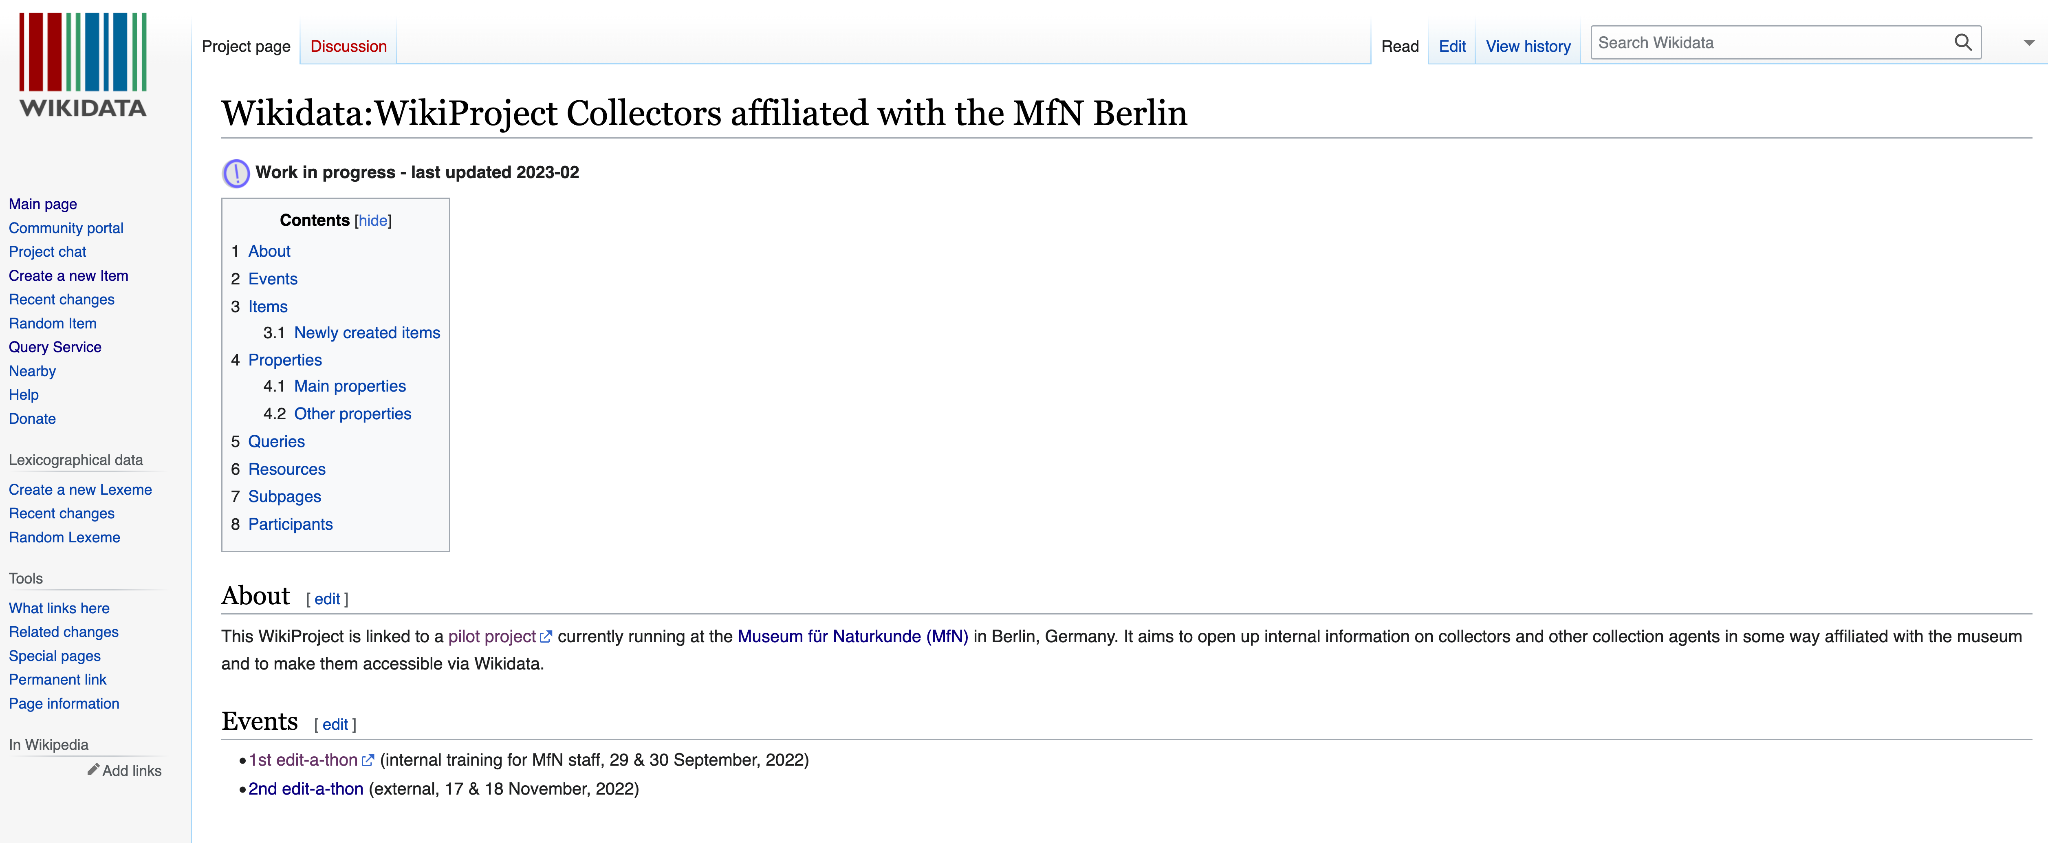 WIKIDATA
Project page
Discussion
Read
Edit
View history
Search Wikidata
Main page
Community portal
Project chat
Create a new Item
Recent changes
Random Item
Query Service
Nearby
Help
Donate
Lexicographical data
Create a new Lexeme
Recent changes
Random Lexeme
Tools
What links here
Related changes
Special pages
Permanent link
Page information
In Wikipedia
Add links
Wikidata:WikiProject Collectors affiliated with the MfN Berlin
Work in progress - last updated 2023-02
Contents [hide]
1 About
2 Events
3 Items
3.1 Newly created items
4 Properties
4.1 Main properties
4.2 Other properties
5 Queries
6 Resources
7 Subpages
8 Participants
About [ edit ]
This WikiProject is linked to a pilot project currently running at the Museum für Naturkunde (MfN) in Berlin, Germany. It aims to open up internal information on collectors and other collection agents in some way affiliated with the museum
and to make them accessible via Wikidata.
Events [ edit ]
• 1st edit-a-thon (internal training for MfN staff, 29 & 30 September, 2022)
• 2nd edit-a-thon (external, 17 & 18 November, 2022)